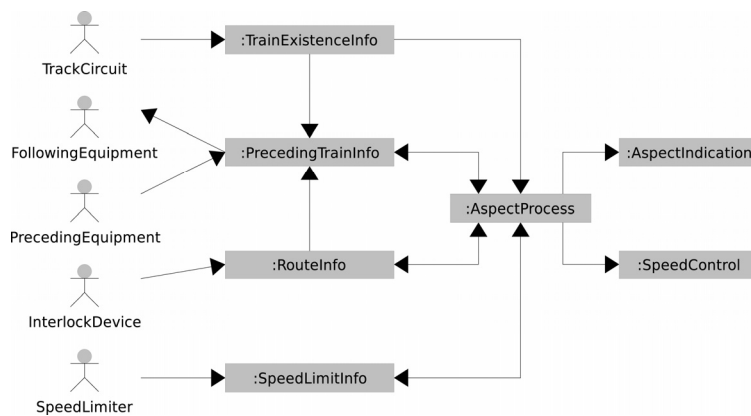 :TrainExistenceInfo
TrackCircuit
FollowingEquipment
:PrecedingTrainInfo
:AspectIndication
:AspectProcess
PrecedingEquipment
:RouteInfo
:SpeedControl
InterlockDevice
:SpeedLimitInfo
SpeedLimiter